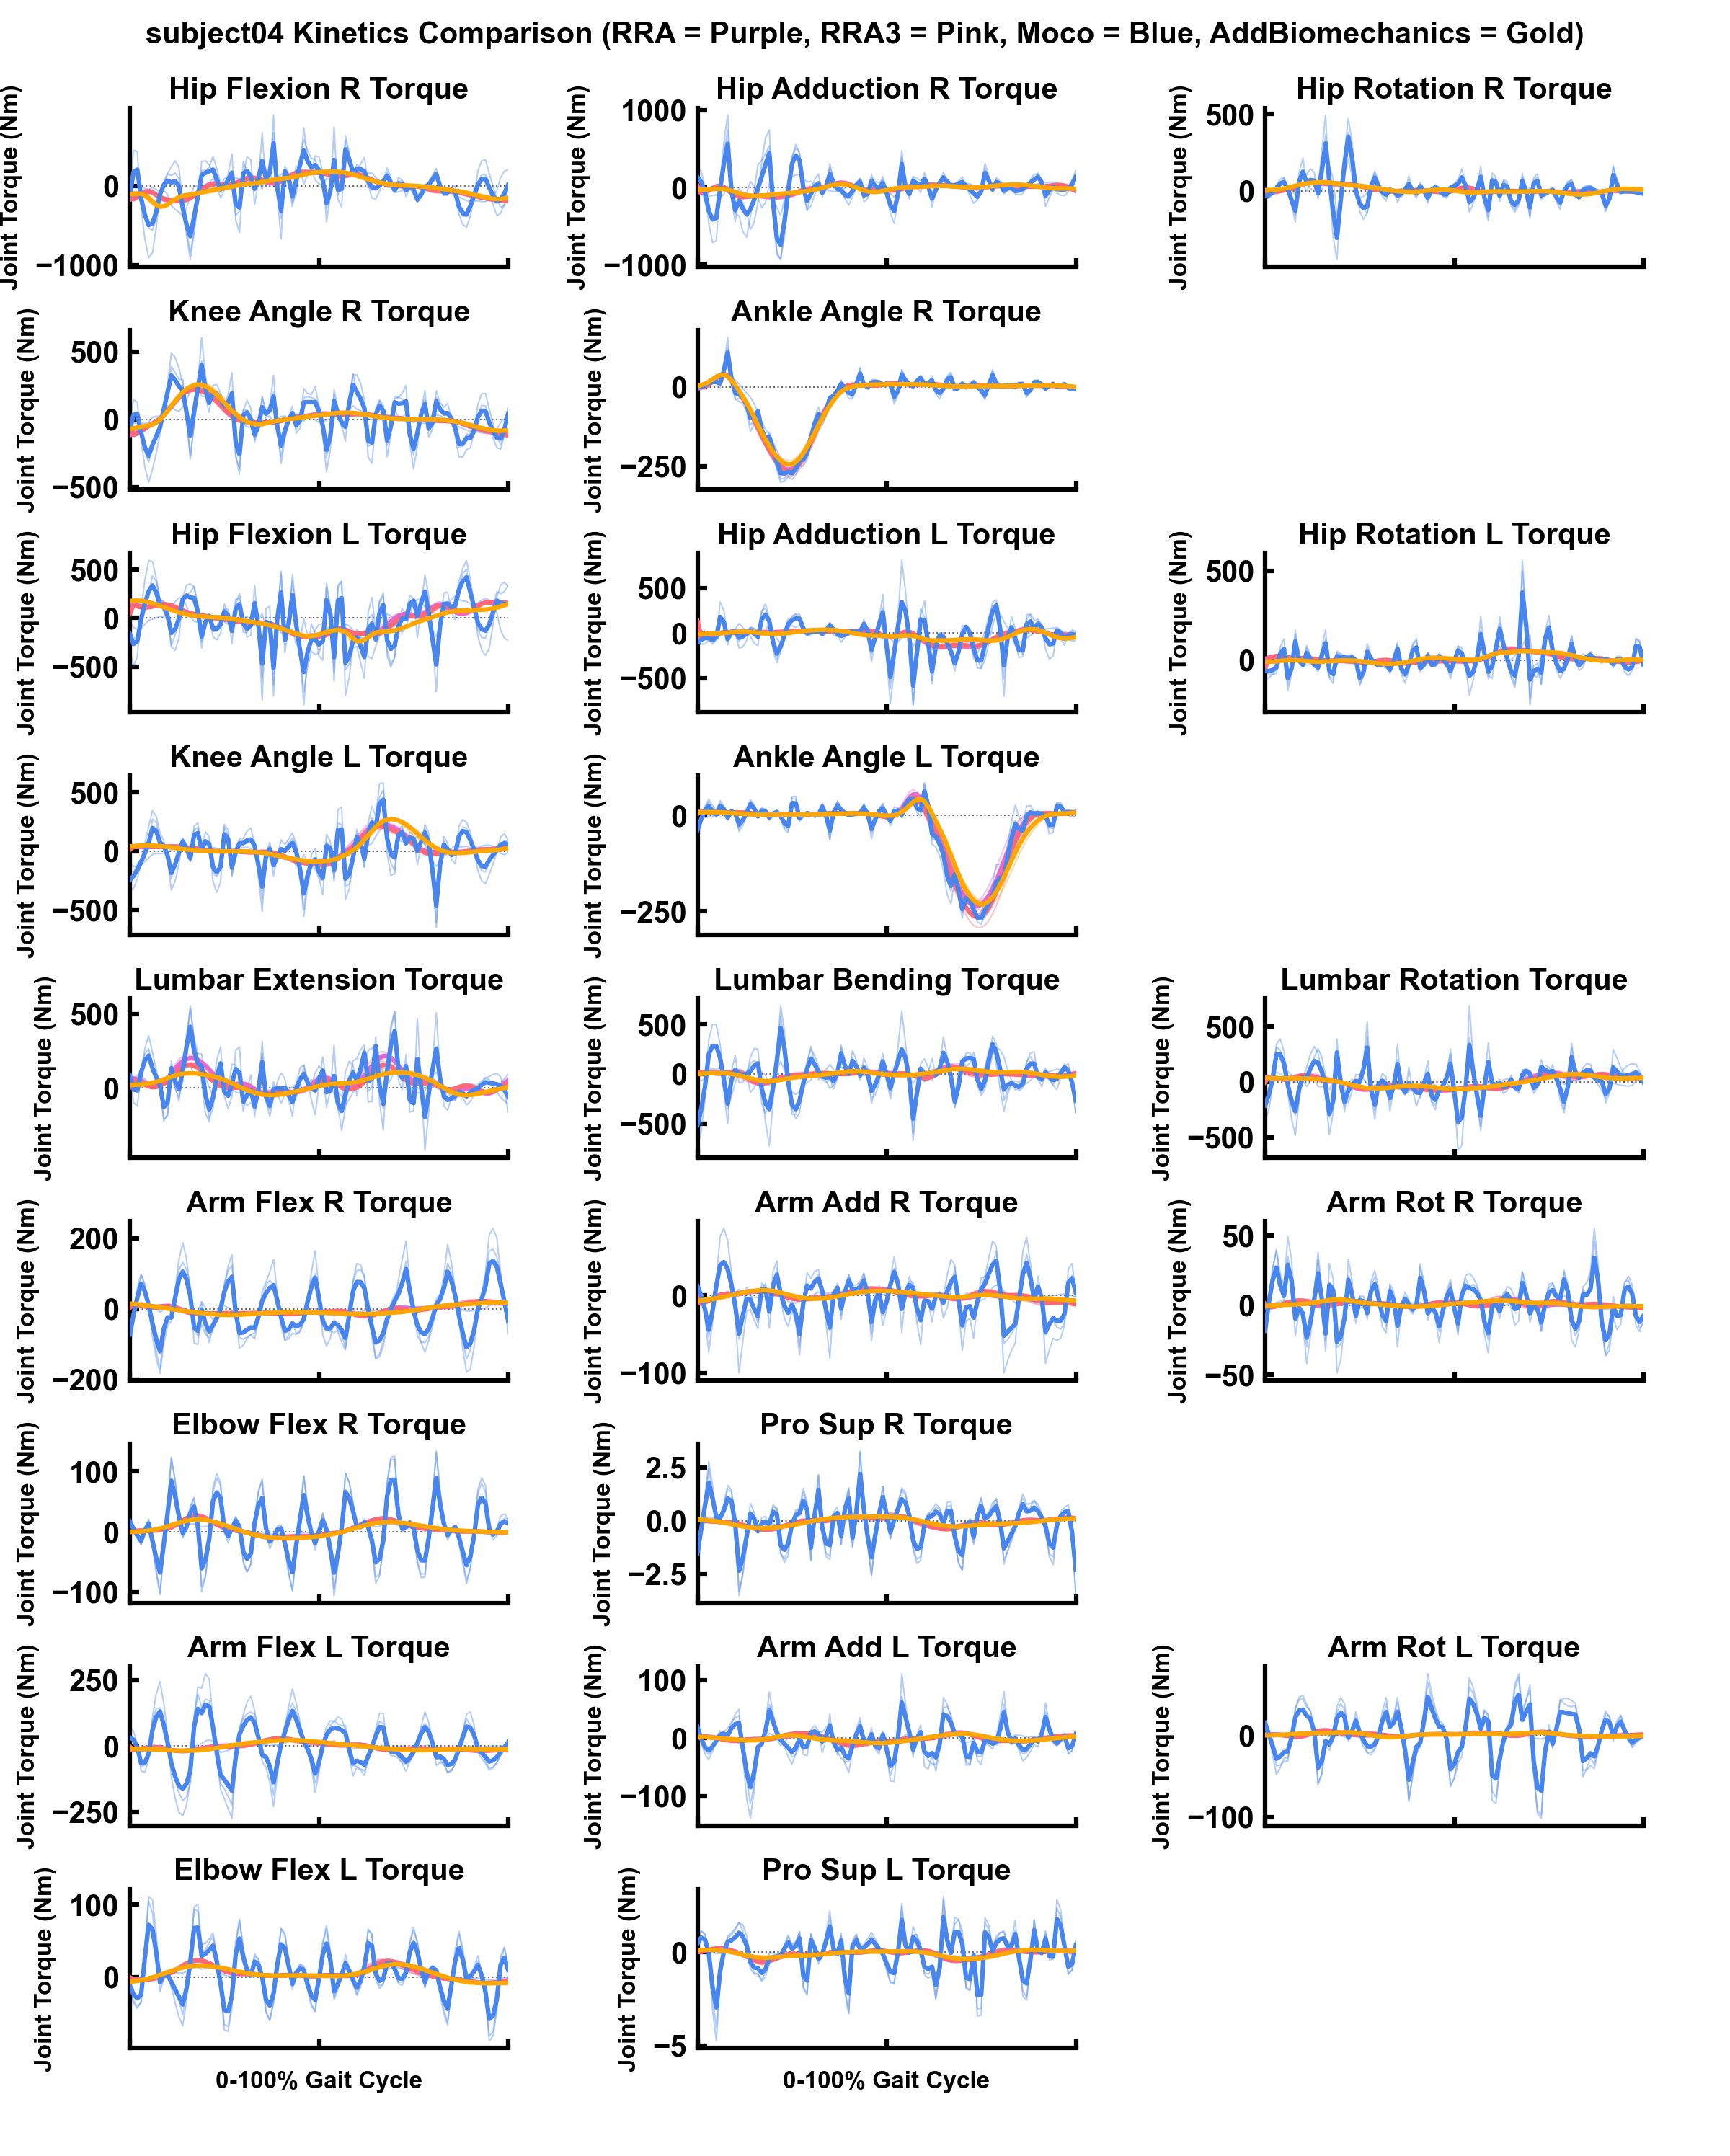 subject04 Kinetics Comparison (RRA = Purple, RRA3 = Pink, Moco = Blue, AddBiomechanics = Gold)
Hip Flexion R Torque
Joint Torque (Nm)
0
−1000
Hip Adduction R Torque
Joint Torque (Nm)
1000
0
−1000
Hip Rotation R Torque
Joint Torque (Nm)
500
0
Knee Angle R Torque
Joint Torque (Nm)
500
0
−500
Ankle Angle R Torque
Joint Torque (Nm)
0
−250
Hip Flexion L Torque
Joint Torque (Nm)
500
0
−500
Hip Adduction L Torque
Joint Torque (Nm)
500
0
−500
Hip Rotation L Torque
Joint Torque (Nm)
500
0
Knee Angle L Torque
Joint Torque (Nm)
500
0
−500
Ankle Angle L Torque
Joint Torque (Nm)
0
−250
Lumbar Extension Torque
Joint Torque (Nm)
500
0
Lumbar Bending Torque
Joint Torque (Nm)
500
0
−500
Lumbar Rotation Torque
Joint Torque (Nm)
500
0
−500
Arm Flex R Torque
Joint Torque (Nm)
200
0
−200
Arm Add R Torque
Joint Torque (Nm)
0
−100
Arm Rot R Torque
Joint Torque (Nm)
50
0
−50
Elbow Flex R Torque
Joint Torque (Nm)
100
0
−100
Pro Sup R Torque
Joint Torque (Nm)
2.5
0.0
−2.5
Arm Flex L Torque
Joint Torque (Nm)
250
0
−250
Arm Add L Torque
Joint Torque (Nm)
100
0
−100
Arm Rot L Torque
Joint Torque (Nm)
0
−100
Elbow Flex L Torque
Joint Torque (Nm)
100
0
0-100% Gait Cycle
Pro Sup L Torque
Joint Torque (Nm)
0
−5
0-100% Gait Cycle